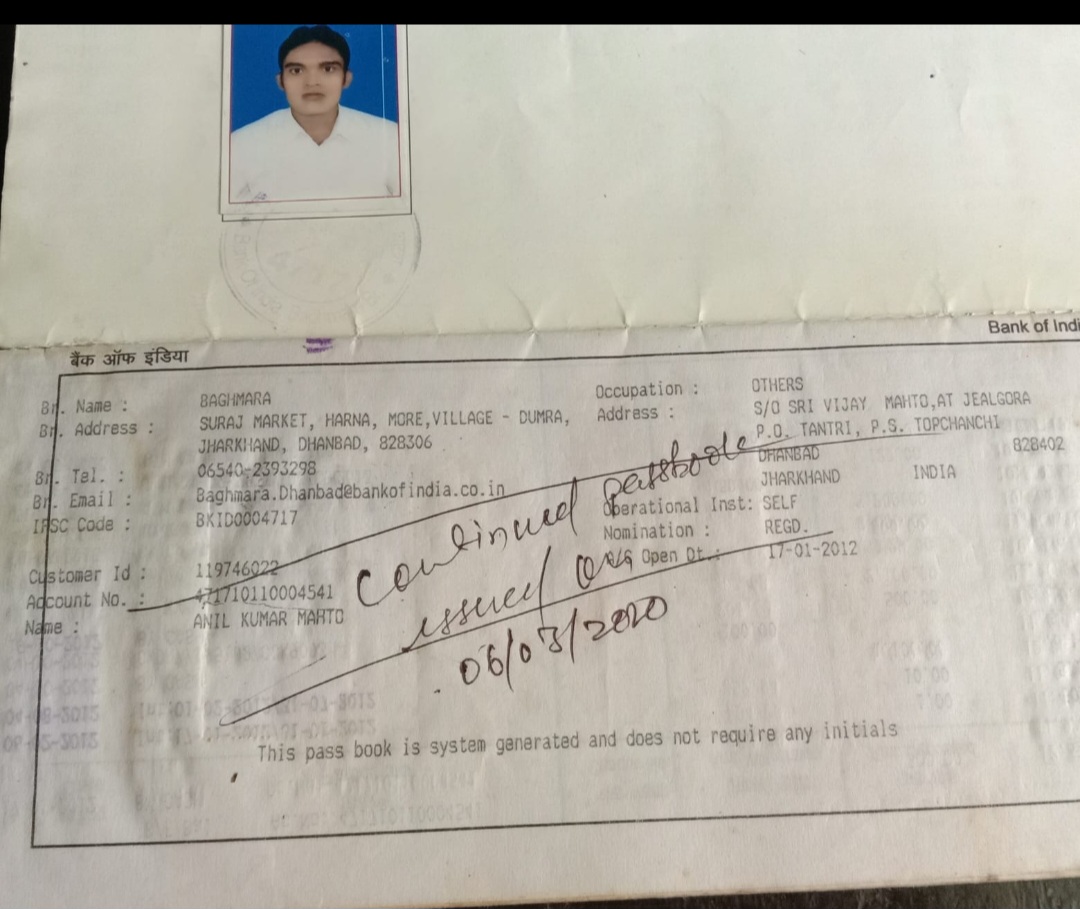 बैंक ऑफ इंडिया
Bank of Indi
Br. Name : BAGHMARA
Br. Address : SURAJ MARKET, HARNA, MORE,VILLAGE - DUMRA,
JHARKHAND, DHANBAD, 828306
Br. Tel. : 06540-2393298
Br. Email : Baghmara.Dhanbad@bankofindia.co.in
IFSC Code : BKID0004717
Customer Id : 119746022
Account No. : 471710110004541
Name : ANIL KUMAR MAHTO
Occupation : OTHERS
Address : S/O SRI VIJAY MAHTO,AT JEALGORA
P.O. TANTRI, P.S. TOPCHANCHI
DHANBAD 828402
JHARKHAND INDIA
Operational Inst: SELF
Nomination : REGD.
Open Dt.: 17-01-2012
Continued passbook
issued on
06/03/2020
This pass book is system generated and does not require any initials